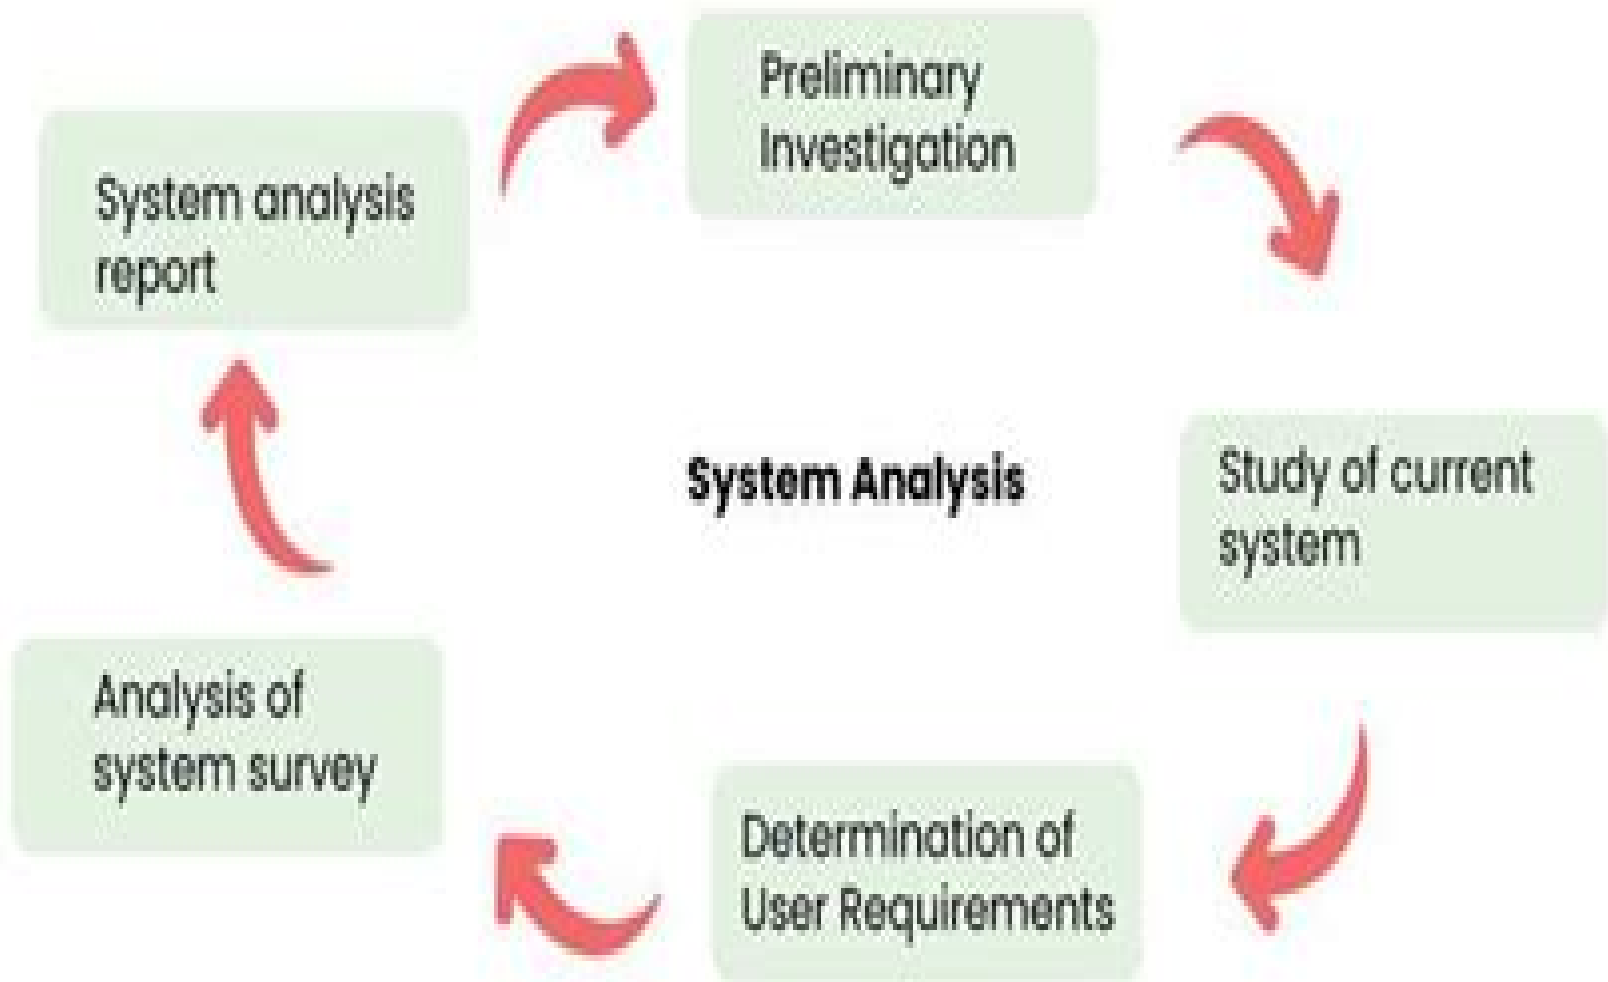 Preliminary
Investigation
System analysis
report
System Analysis
Study of current
system
Analysis of
system survey
Determination of
User Requirements